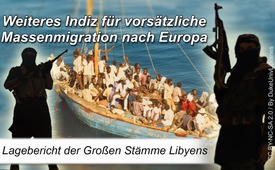 Weiteres Indiz für vorsätzliche
Massenmigration nach Europa
Lagebericht der Großen Stämme Libyens